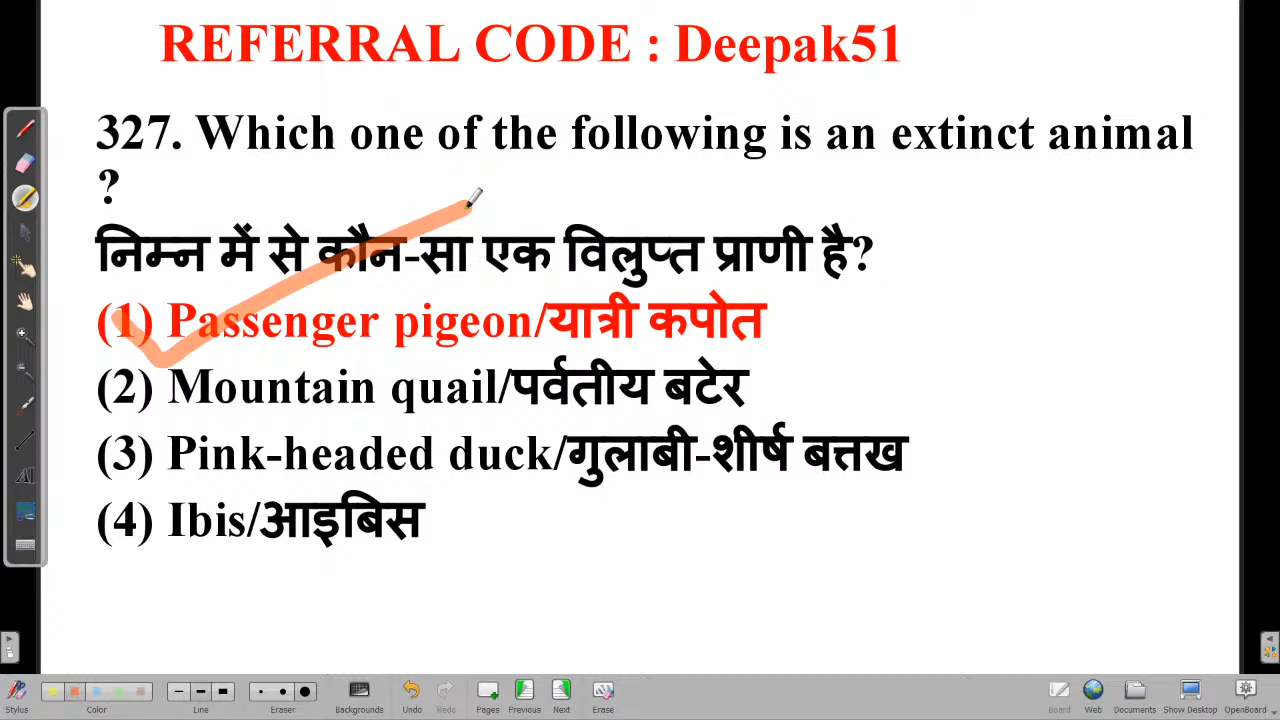 REFERRAL CODE : Deepak51
327. Which one of the following is an extinct animal
?
निम्न में से कौन-सा एक विलुप्त प्राणी है?
(1) Passenger pigeon/यात्री कपोत
(2) Mountain quail/पर्वतीय बटेर
(3) Pink-headed duck/गुलाबी-शीर्ष बत्तख
(4) Ibis/आइबिस
Stylus Color Line Eraser Backgrounds Undo Redo Pages Previous Next Erase Board Web Documents Show Desktop OpenBoard